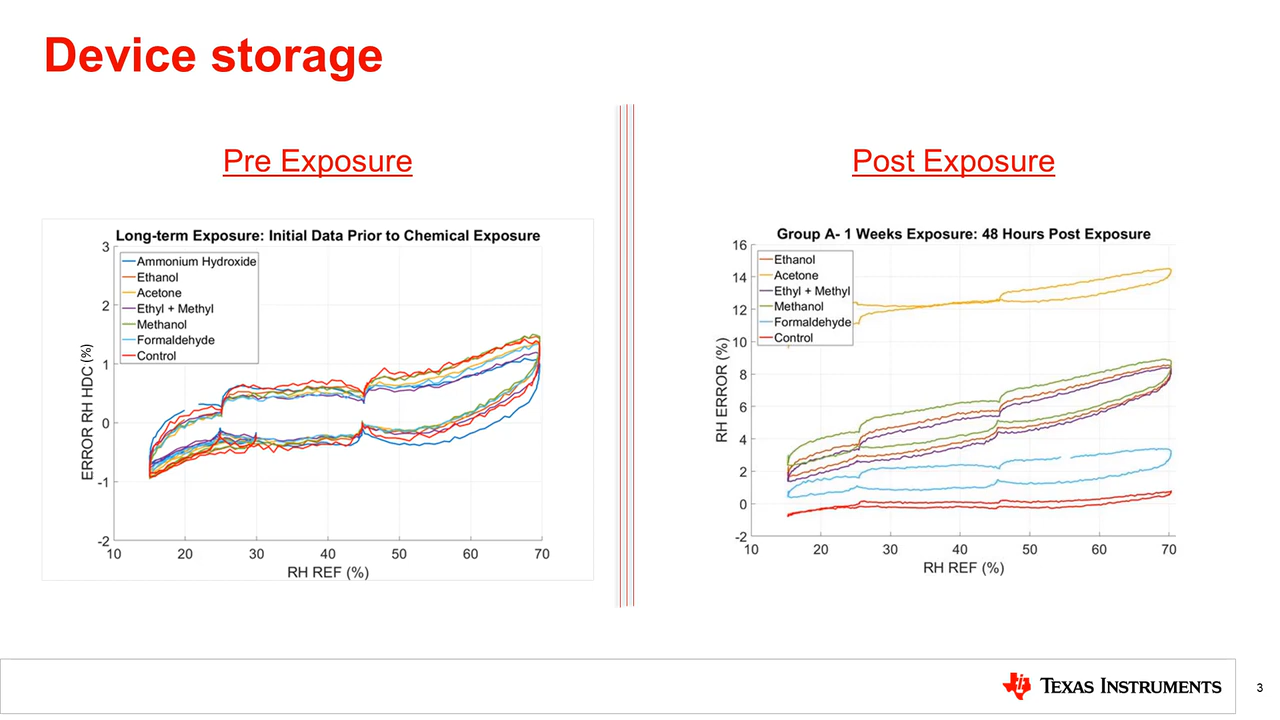 Device storage
Pre Exposure
Long-term Exposure: Initial Data Prior to Chemical Exposure
ERROR RH HDC (%)
3
2
1
0
-1
-2
Ammonium Hydroxide
Ethanol
Acetone
Ethyl + Methyl
Methanol
Formaldehyde
Control
10 20 30 40 50 60 70
RH REF (%)
Post Exposure
Group A- 1 Weeks Exposure: 48 Hours Post Exposure
RH ERROR (%)
16
14
12
10
8
6
4
2
0
-2
Ethanol
Acetone
Ethyl + Methyl
Methanol
Formaldehyde
Control
10 20 30 40 50 60 70
RH REF (%)
TEXAS INSTRUMENTS
3